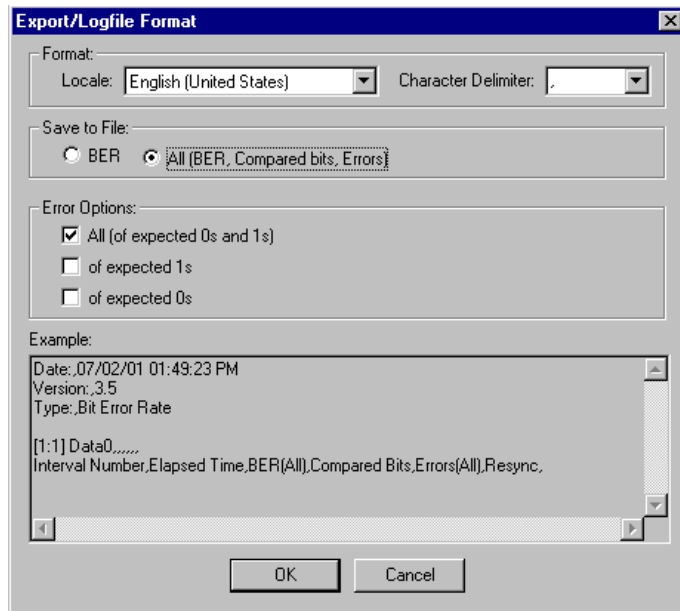 Export/Logfile Format
Format:
Locale: English (United States) Character Delimiter: ,
Save to File:
BER All (BER, Compared bits, Errors)
Error Options:
All (of expected 0s and 1s)
of expected 1s
of expected 0s
Example:
Date:,07/02/01 01:49:23 PM
Version:,3.5
Type:,Bit Error Rate
[1:1] Data0,,,,,,
Interval Number,Elapsed Time,BER(All),Compared Bits,Errors(All),Resync,
OK Cancel